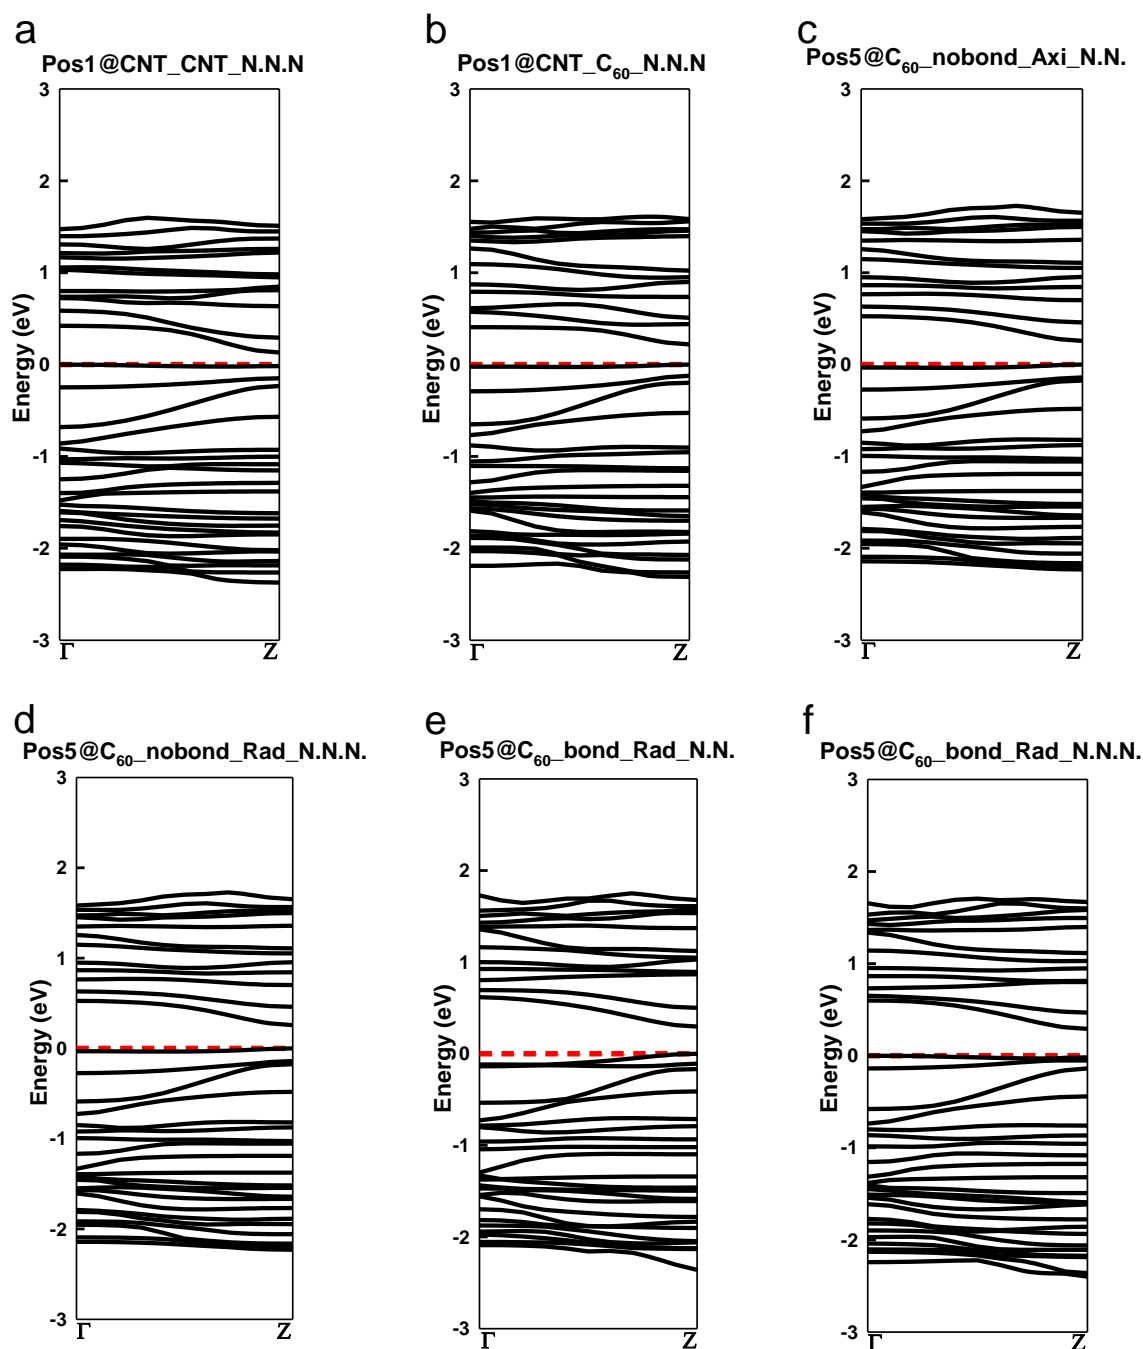 a
Pos1@CNT_CNT_N.N.N
b
Pos1@CNT_C60_N.N.N
c
Pos5@C60_nobond_Axi_N.N.
Energy (eV)
3
2
1
0
-1
-2
-3
Γ Z
Energy (eV)
3
2
1
0
-1
-2
-3
Γ Z
Energy (eV)
3
2
1
0
-1
-2
-3
Γ Z
d
Pos5@C60_nobond_Rad_N.N.N.
e
Pos5@C60_bond_Rad_N.N.
f
Pos5@C60_bond_Rad_N.N.N.
Energy (eV)
3
2
1
0
-1
-2
-3
Γ Z
Energy (eV)
3
2
1
0
-1
-2
-3
Γ Z
Energy (eV)
3
2
1
0
-1
-2
-3
Γ Z